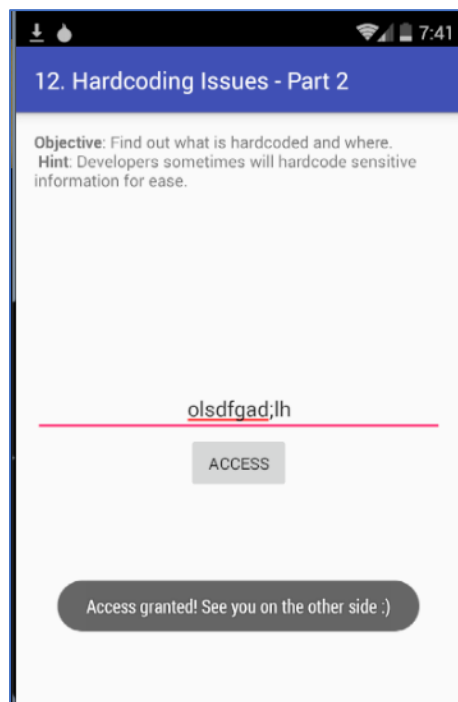 7:41
12. Hardcoding Issues - Part 2
Objective: Find out what is hardcoded and where.
Hint: Developers sometimes will hardcode sensitive
information for ease.
olsdfgad;lh
ACCESS
Access granted! See you on the other side :)